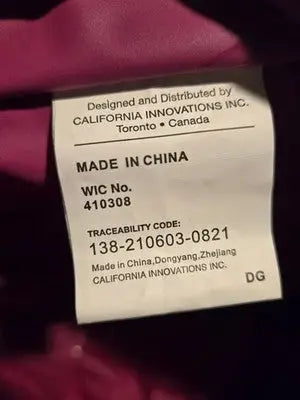 Designed and Distributed by
CALIFORNIA INNOVATIONS INC.
Toronto • Canada
MADE IN CHINA
WIC No.
410308
TRACEABILITY CODE:
138-210603-0821
Made in China,Dongyang,Zhejiang
CALIFORNIA INNOVATIONS INC.
DG